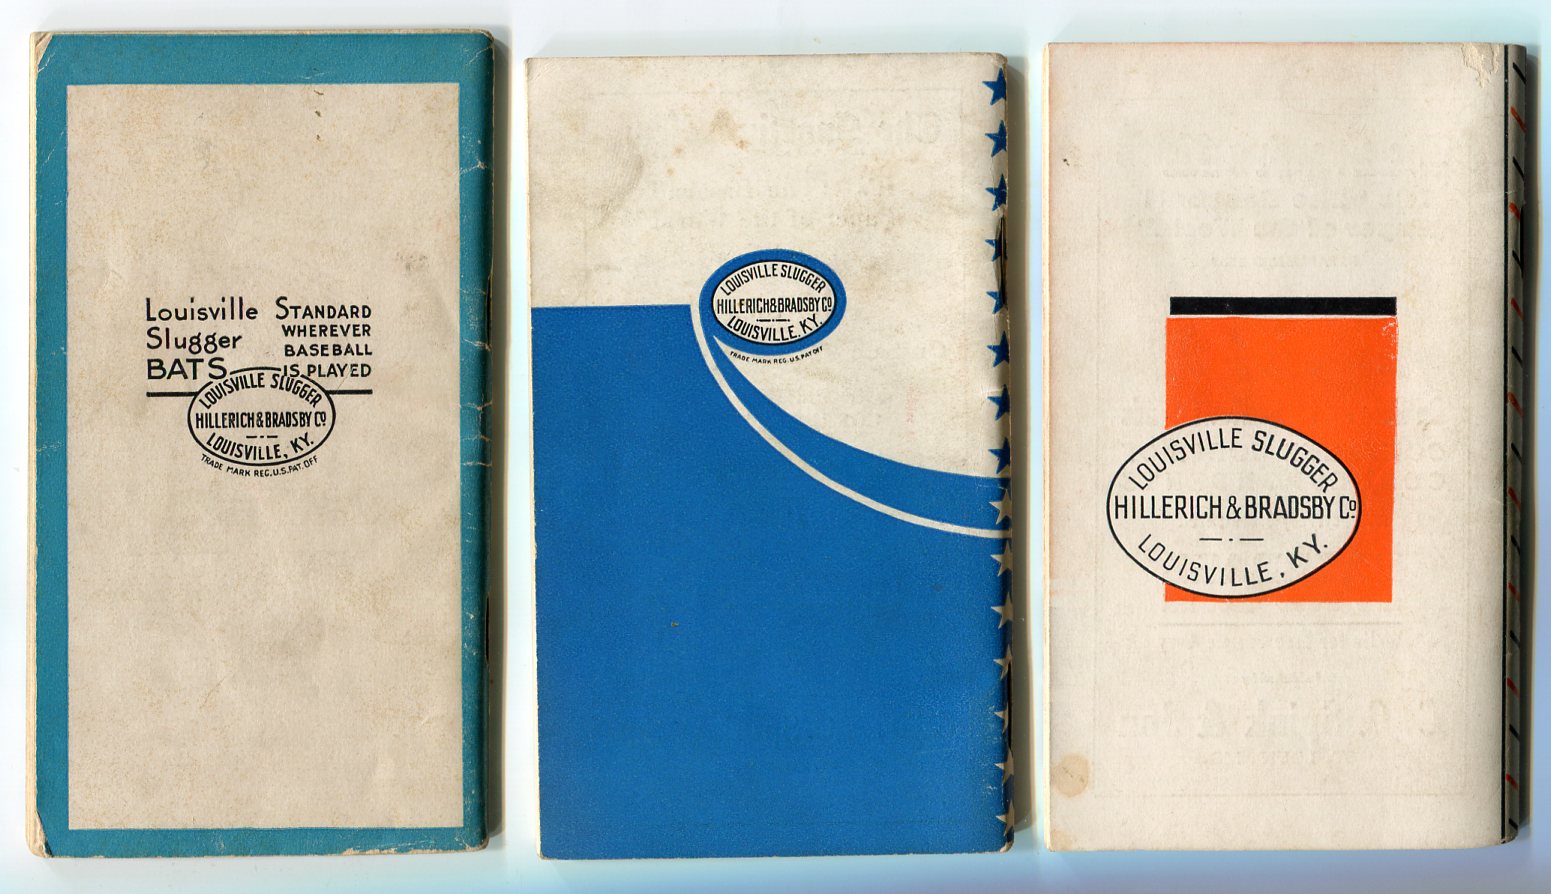 Louisville
Slugger
BATS
STANDARD
WHEREVER
BASEBALL
IS PLAYED
LOUISVILLE SLUGGER
HILLERICH & BRADSBY Co
LOUISVILLE, KY.
TRADE MARK REG. U.S. PAT. OFF
LOUISVILLE SLUGGER
HILLERICH & BRADSBY Co
LOUISVILLE. KY.
TRADE MARK REG. U.S. PAT OFF
LOUISVILLE SLUGGER
HILLERICH & BRADSBY Co
LOUISVILLE, KY.